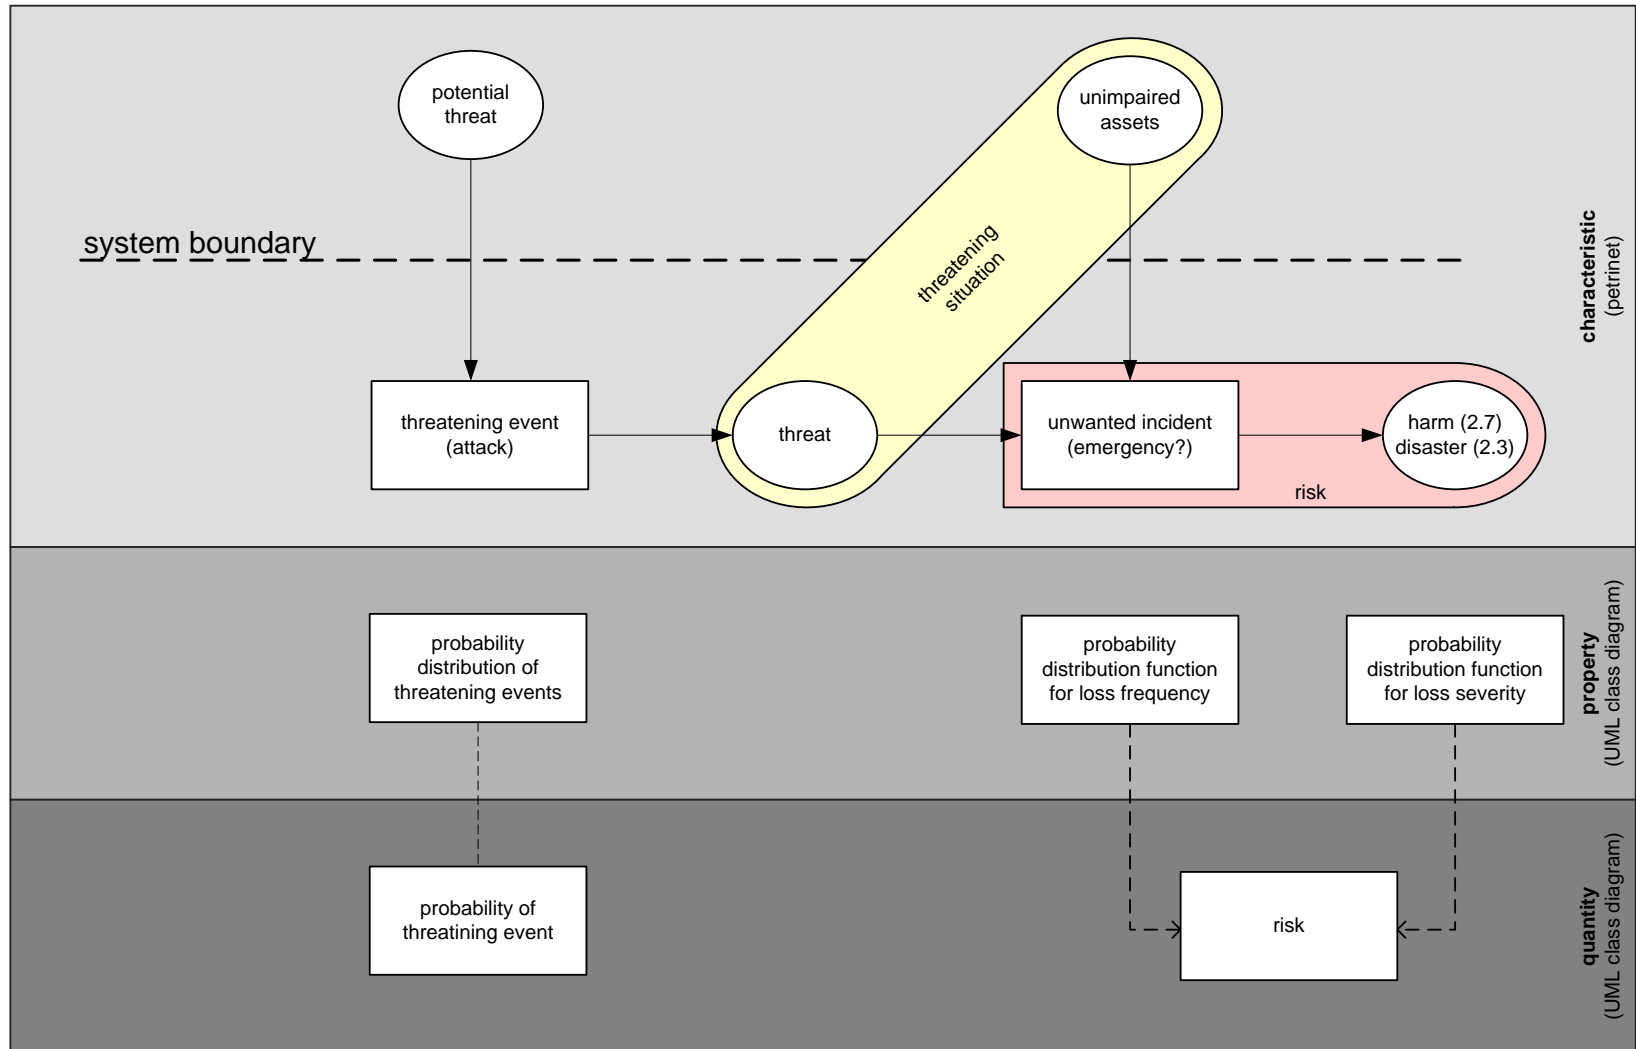 potential
threat
unimpaired
assets
system boundary
threatening
situation
characteristic
(petrinet)
threatening event
(attack)
threat
unwanted incident
(emergency?)
harm (2.7)
disaster (2.3)
risk
probability
distribution of
threatening events
probability
distribution function
for loss frequency
probability
distribution function
for loss severity
property
(UML class diagram)
probability of
threatining event
risk
quantity
(UML class diagram)